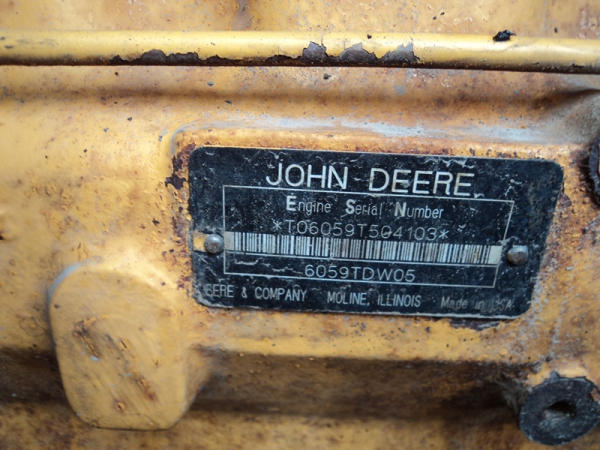 JOHN DEERE
Engine Serial Number
*T06059T504103*
6059TDW05
EERE & COMPANY MOLINE, ILLINOIS Made in USA